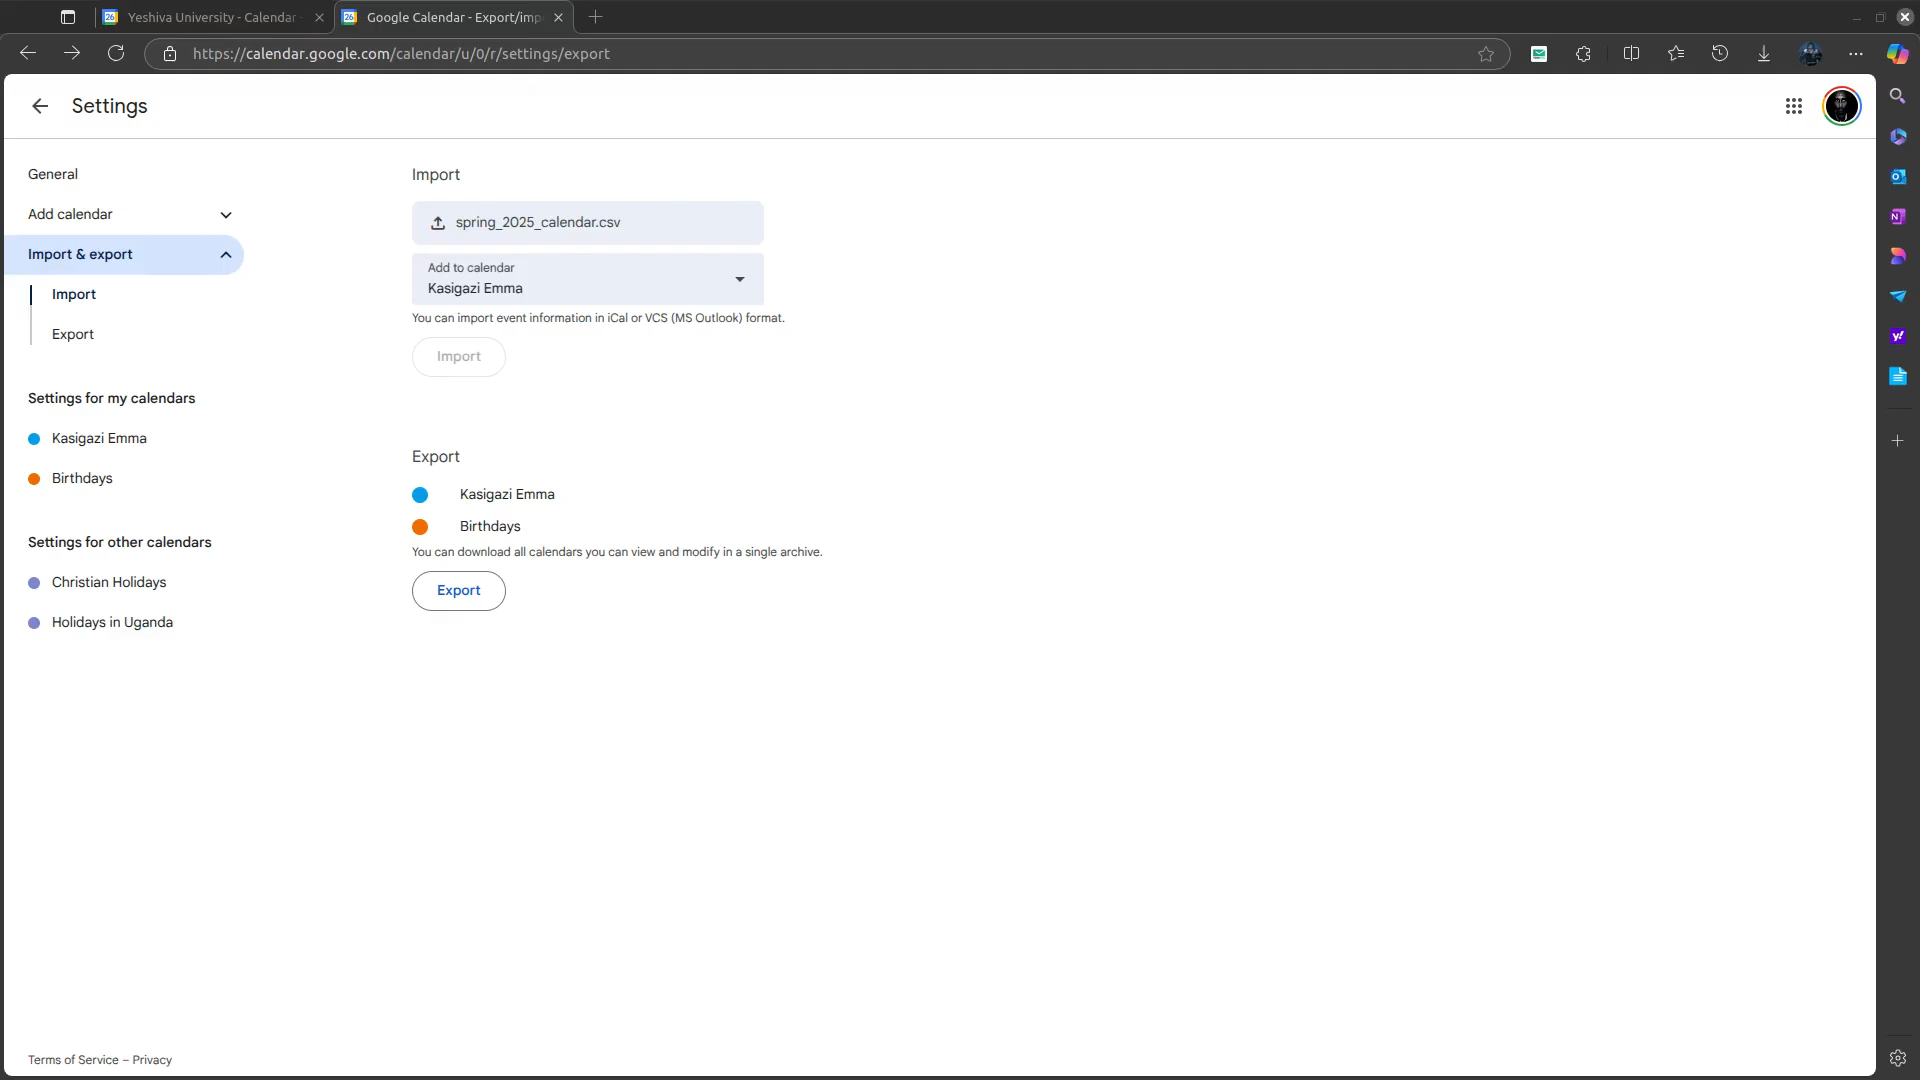 Yeshiva University - Calendar -
Google Calendar - Export/imp
https://calendar.google.com/calendar/u/0/r/settings/export
Settings
General
Add calendar
Import & export
Import
Export
Settings for my calendars
Kasigazi Emma
Birthdays
Settings for other calendars
Christian Holidays
Holidays in Uganda
Import
spring_2025_calendar.csv
Add to calendar
Kasigazi Emma
You can import event information in iCal or VCS (MS Outlook) format.
Import
Export
Kasigazi Emma
Birthdays
You can download all calendars you can view and modify in a single archive.
Export
Terms of Service – Privacy